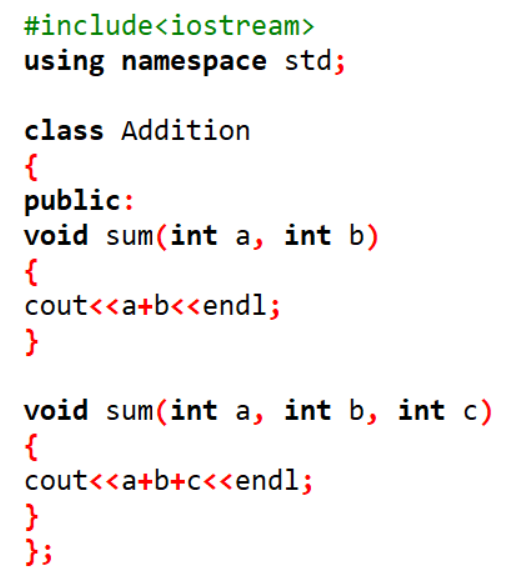 #include<iostream>
using namespace std;
class Addition
{
public:
void sum(int a, int b)
{
cout<<a+b<<endl;
}
void sum(int a, int b, int c)
{
cout<<a+b+c<<endl;
}
};